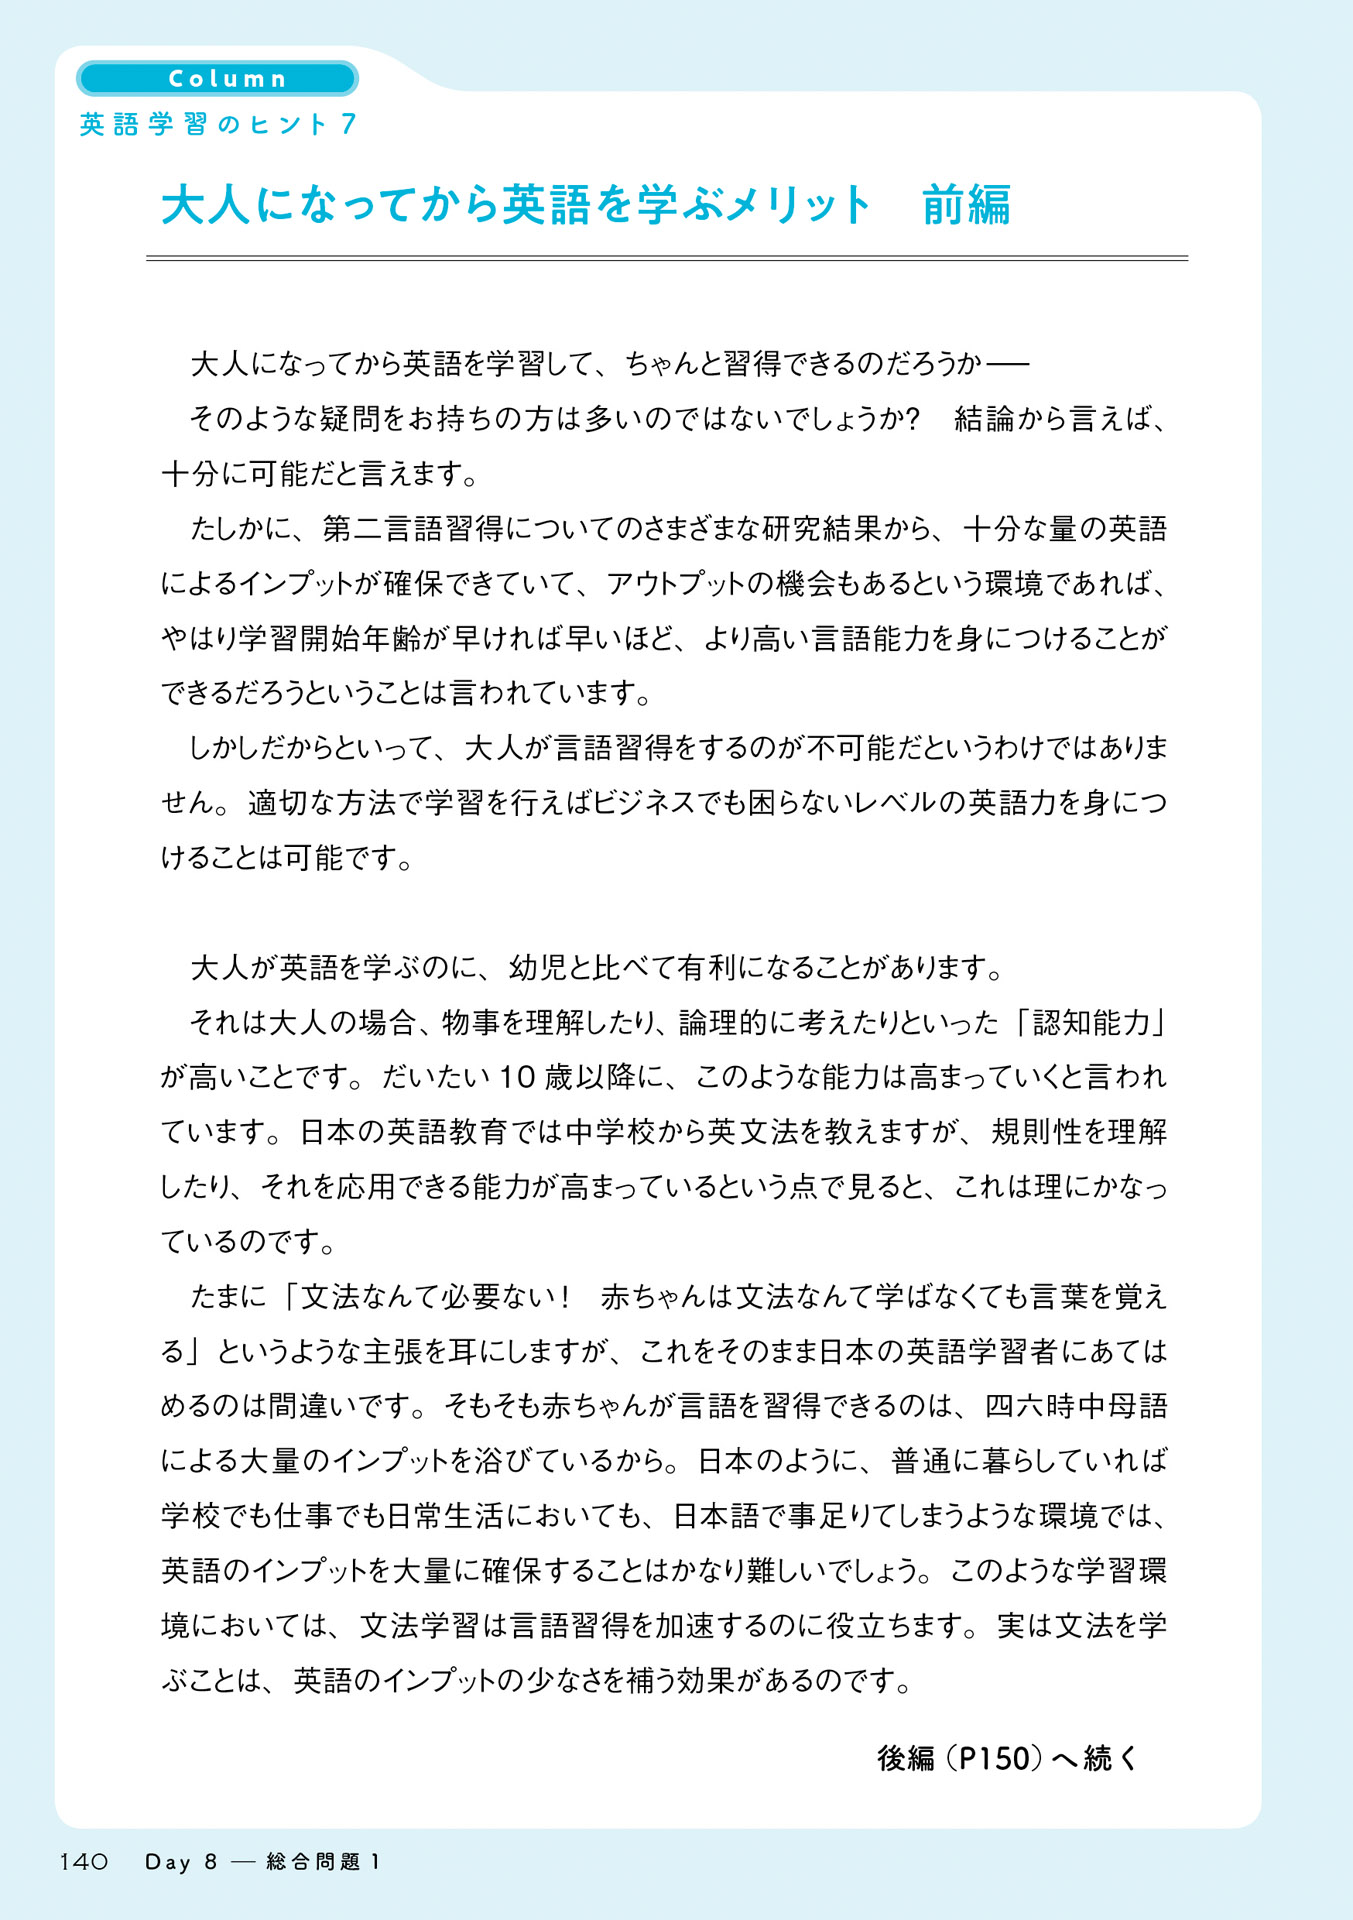 Column
英語学習のヒント7
大人になってから英語を学ぶメリット　前編
大人になってから英語を学習して、ちゃんと習得できるのだろうか――
そのような疑問をお持ちの方は多いのではないでしょうか?　結論から言えば、
十分に可能だと言えます。
たしかに、第二言語習得についてのさまざまな研究結果から、十分な量の英語
によるインプットが確保できていて、アウトプットの機会もあるという環境であれば、
やはり学習開始年齢が早ければ早いほど、より高い言語能力を身につけることが
できるだろうということは言われています。
しかしだからといって、大人が言語習得をするのが不可能だというわけではありま
せん。適切な方法で学習を行えばビジネスでも困らないレベルの英語力を身につ
けることは可能です。
大人が英語を学ぶのに、幼児と比べて有利になることがあります。
それは大人の場合、物事を理解したり、論理的に考えたりといった「認知能力」
が高いことです。だいたい10歳以降に、このような能力は高まっていくと言われ
ています。日本の英語教育では中学校から英文法を教えますが、規則性を理解
したり、それを応用できる能力が高まっているという点で見ると、これは理にかなっ
ているのです。
たまに「文法なんて必要ない!　赤ちゃんは文法なんて学ばなくても言葉を覚え
る」というような主張を耳にしますが、これをそのまま日本の英語学習者にあては
めるのは間違いです。そもそも赤ちゃんが言語を習得できるのは、四六時中母語
による大量のインプットを浴びているから。日本のように、普通に暮らしていれば
学校でも仕事でも日常生活においても、日本語で事足りてしまうような環境では、
英語のインプットを大量に確保することはかなり難しいでしょう。このような学習環
境においては、文法学習は言語習得を加速するのに役立ちます。実は文法を学
ぶことは、英語のインプットの少なさを補う効果があるのです。
後編(P150)へ続く
140　Day 8 ― 総合問題1